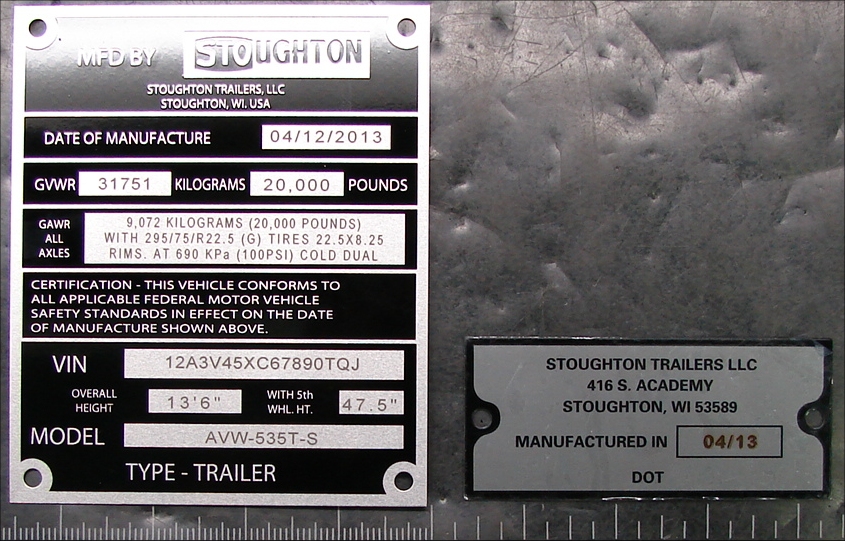 MFD BY STOUGHTON
STOUGHTON TRAILERS, LLC
STOUGHTON, WI. USA
DATE OF MANUFACTURE 04/12/2013
GVWR 31751 KILOGRAMS 20,000 POUNDS
GAWR
ALL
AXLES
9,072 KILOGRAMS (20,000 POUNDS)
WITH 295/75/R22.5 (G) TIRES 22.5X8.25
RIMS. AT 690 KPa (100PSI) COLD DUAL
CERTIFICATION - THIS VEHICLE CONFORMS TO
ALL APPLICABLE FEDERAL MOTOR VEHICLE
SAFETY STANDARDS IN EFFECT ON THE DATE
OF MANUFACTURE SHOWN ABOVE.
VIN 12A3V45XC67890TQJ
OVERALL
HEIGHT
13'6"
WITH 5th
WHL. HT.
47.5"
MODEL AVW-535T-S
TYPE - TRAILER
STOUGHTON TRAILERS LLC
416 S. ACADEMY
STOUGHTON, WI 53589
MANUFACTURED IN 04/13
DOT